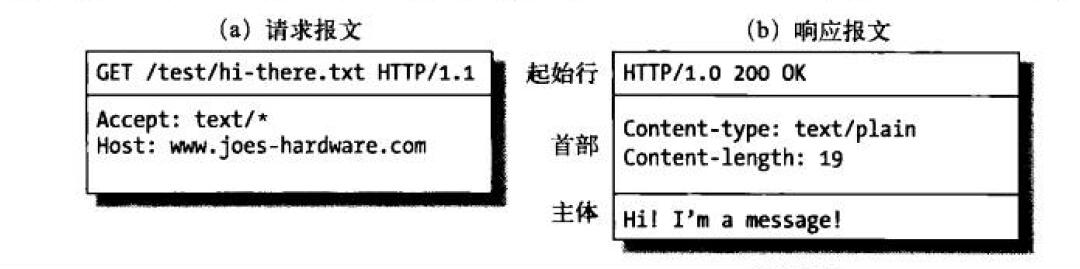 (a) 请求报文
GET /test/hi-there.txt HTTP/1.1
Accept: text/*
Host: www.joes-hardware.com
起始行
首部
主体
(b) 响应报文
HTTP/1.0 200 OK
Content-type: text/plain
Content-length: 19
Hi! I'm a message!